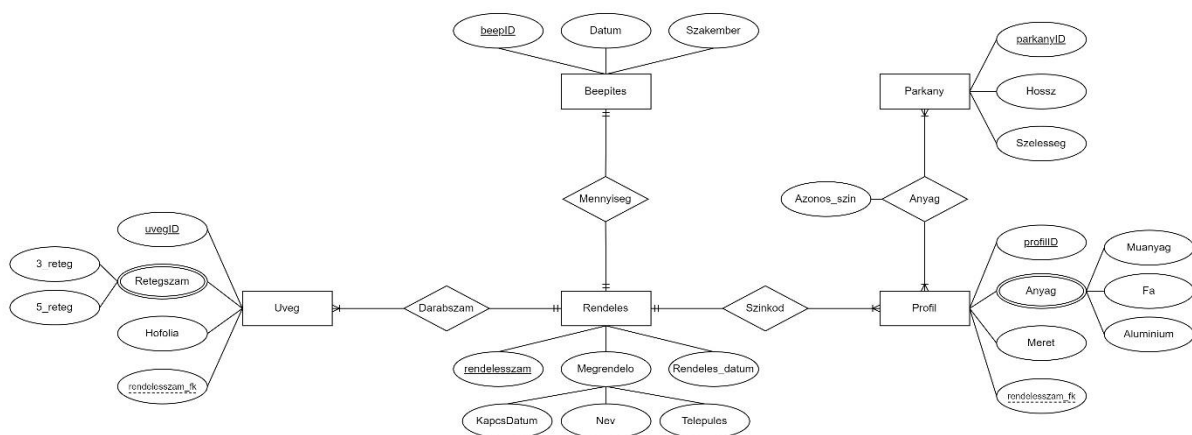 beepID
Datum
Szakember
Beepites
Parkany
parkanyID
Hossz
Szelesseg
Mennyiseg
Azonos_szin
Anyag
uvegID
3_reteg
Retegszam
5_reteg
Hofolia
rendelesszam_fk
Uveg
Darabszam
Rendeles
Szinkod
Profil
profilID
Anyag
Muanyag
Fa
Aluminium
Meret
rendelesszam_fk
rendelesszam
Megrendelo
Rendeles_datum
KapcsDatum
Nev
Telepules